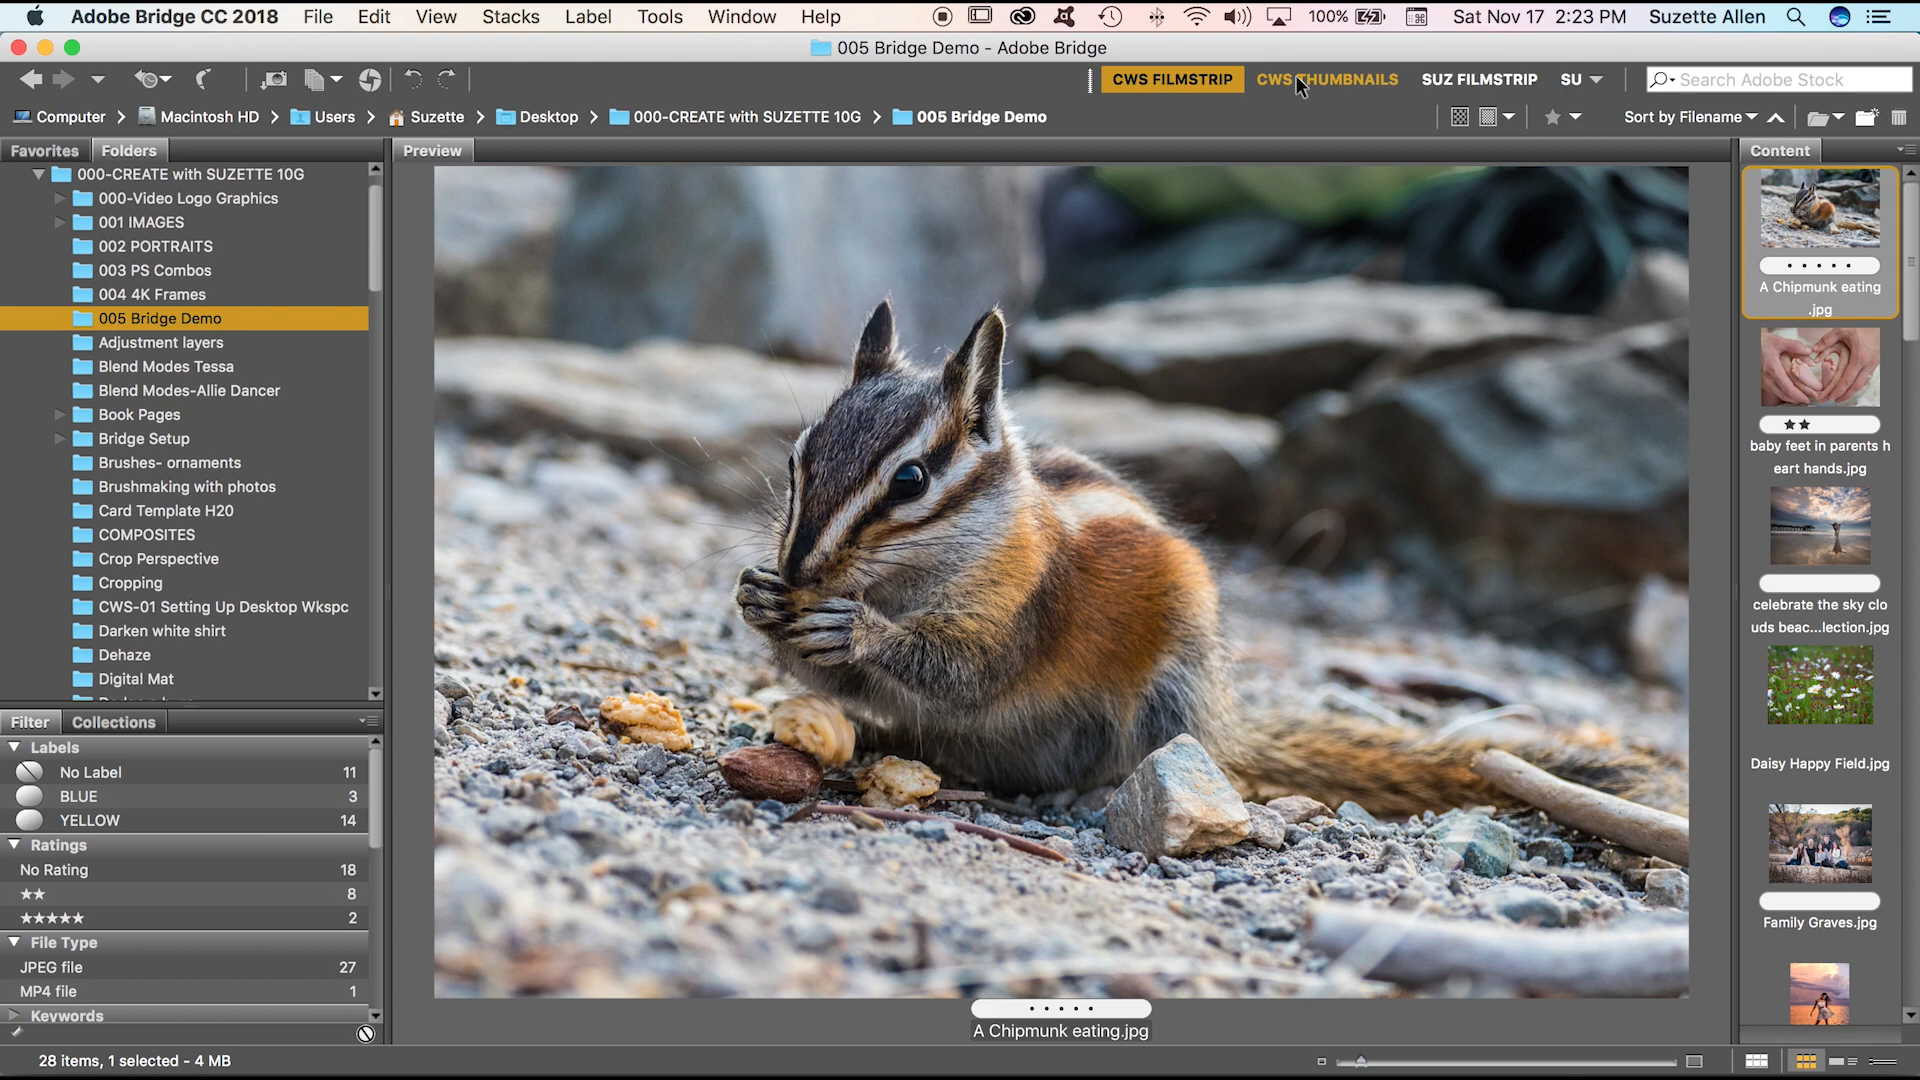 Adobe Bridge CC 2018 File Edit View Stacks Label Tools Window Help 100% Sat Nov 17 2:23 PM Suzette Allen
005 Bridge Demo - Adobe Bridge
CWS FILMSTRIP CWS THUMBNAILS SUZ FILMSTRIP SU Search Adobe Stock
Computer Macintosh HD Users Suzette Desktop 000-CREATE with SUZETTE 10G 005 Bridge Demo Sort by Filename
Favorites Folders
000-CREATE with SUZETTE 10G
000-Video Logo Graphics
001 IMAGES
002 PORTRAITS
003 PS Combos
004 4K Frames
005 Bridge Demo
Adjustment layers
Blend Modes Tessa
Blend Modes-Allie Dancer
Book Pages
Bridge Setup
Brushes- ornaments
Brushmaking with photos
Card Template H20
COMPOSITES
Crop Perspective
Cropping
CWS-01 Setting Up Desktop Wkspc
Darken white shirt
Dehaze
Digital Mat
Filter Collections
Labels
No Label 11
BLUE 3
YELLOW 14
Ratings
No Rating 18
★★ 8
★★★★★ 2
File Type
JPEG file 27
MP4 file 1
Keywords
28 items, 1 selected - 4 MB
Preview
A Chipmunk eating.jpg
Content
A Chipmunk eating
.jpg
★★
baby feet in parents h
eart hands.jpg
celebrate the sky clo
uds beac...lection.jpg
Daisy Happy Field.jpg
Family Graves.jpg